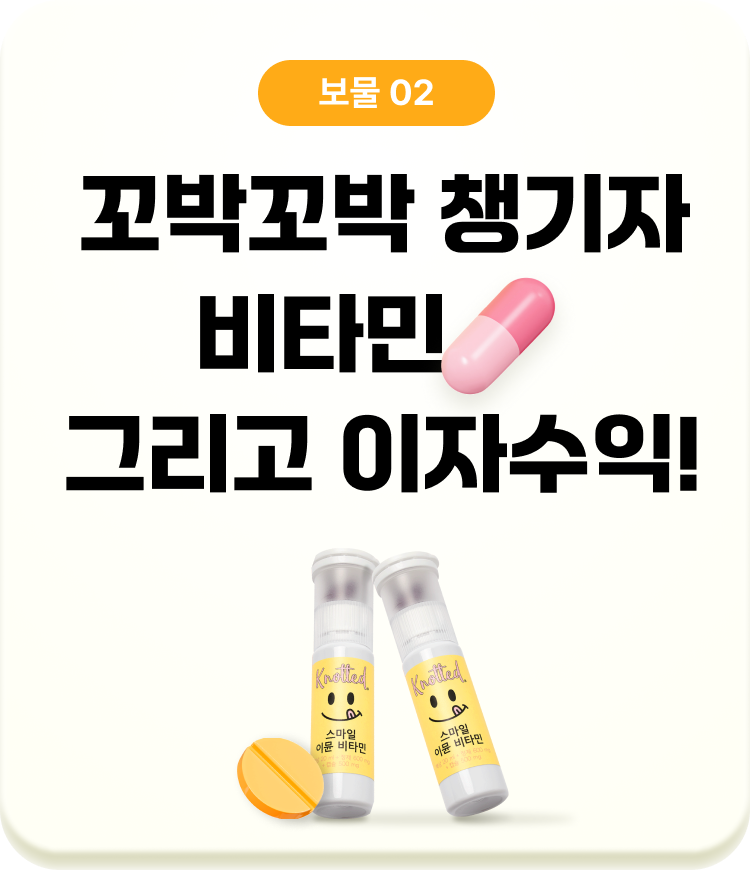 보물 02
꼬박꼬박 챙기자
비타민
그리고 이자수익!
Knotted.
스마일
이뮨 비타민
Knotted.
스마일
이뮨 비타민